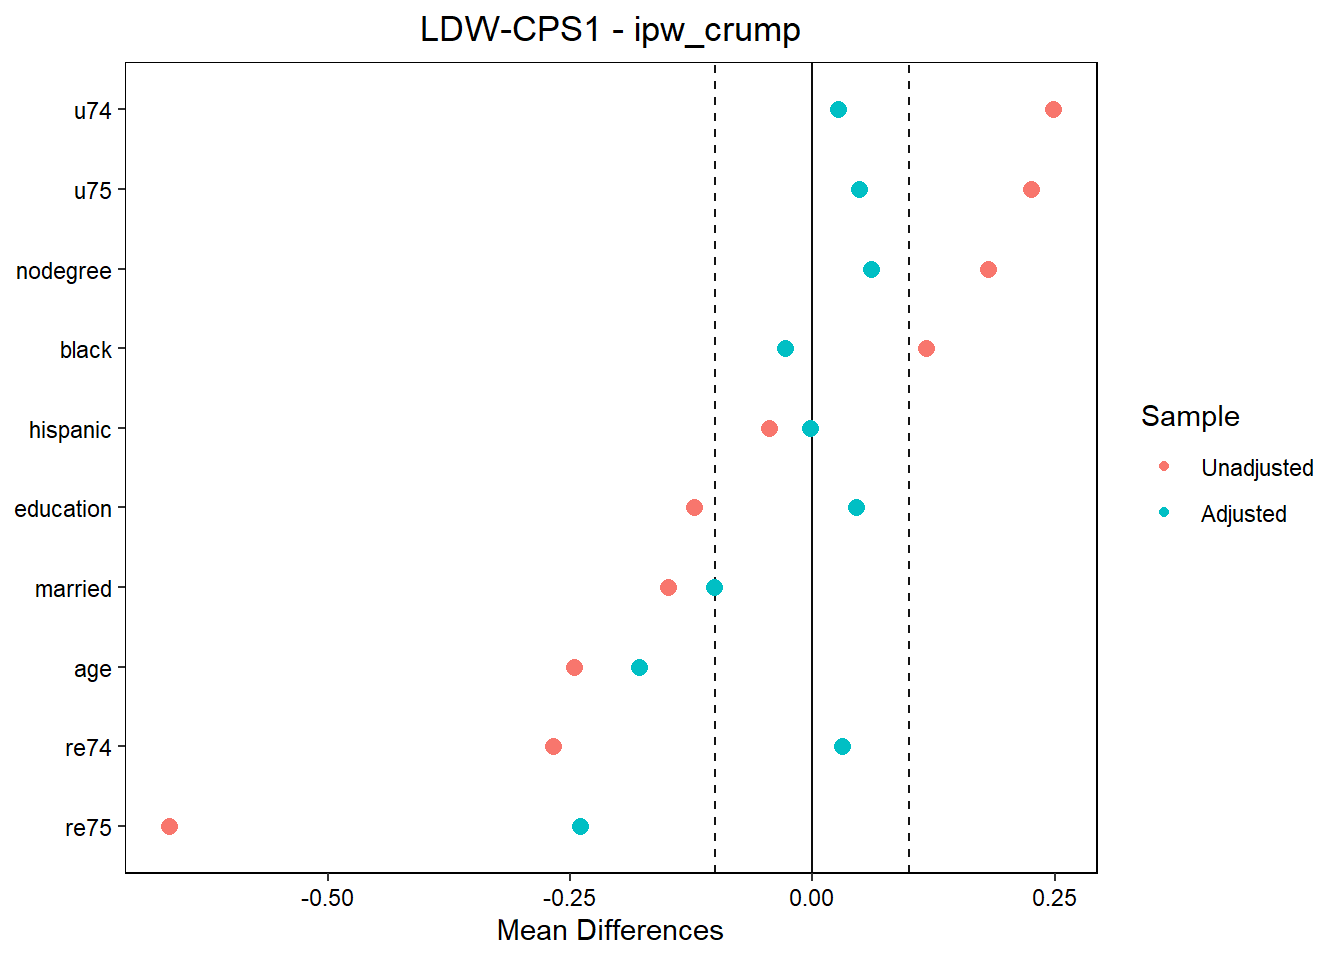 LDW-CPS1 - ipw_crump
u74
u75
nodegree
black
hispanic
education
married
age
re74
re75
-0.50
-0.25
0.00
0.25
Mean Differences
Sample
Unadjusted
Adjusted